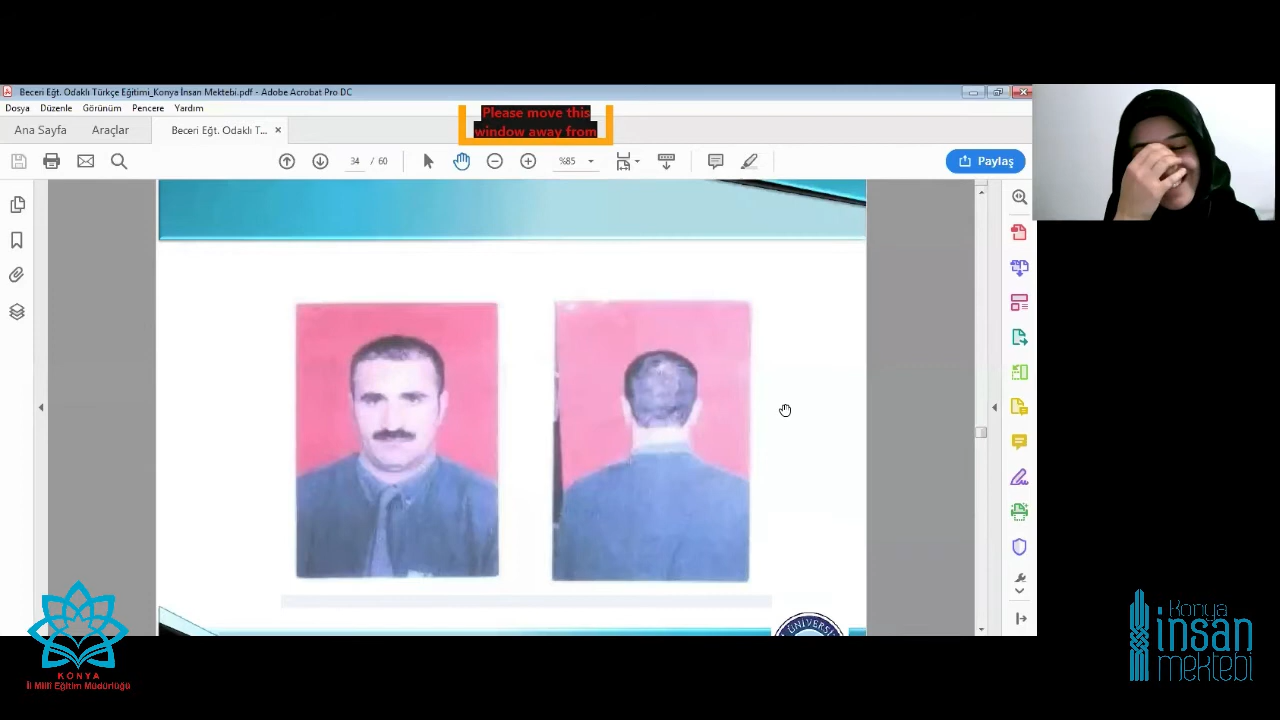 Beceri Eğt. Odaklı Türkçe Eğitimi_Konya İnsan Mektebi.pdf - Adobe Acrobat Pro DC
Dosya Düzenle Görünüm Pencere Yardım
Please move this
window away from
Ana Sayfa Araçlar Beceri Eğt. Odaklı T... ×
34 / 60 %85 Paylaş
ÜNİVERS
KONYA
İl Milli Eğitim Müdürlüğü
Konya
insan
mektebi